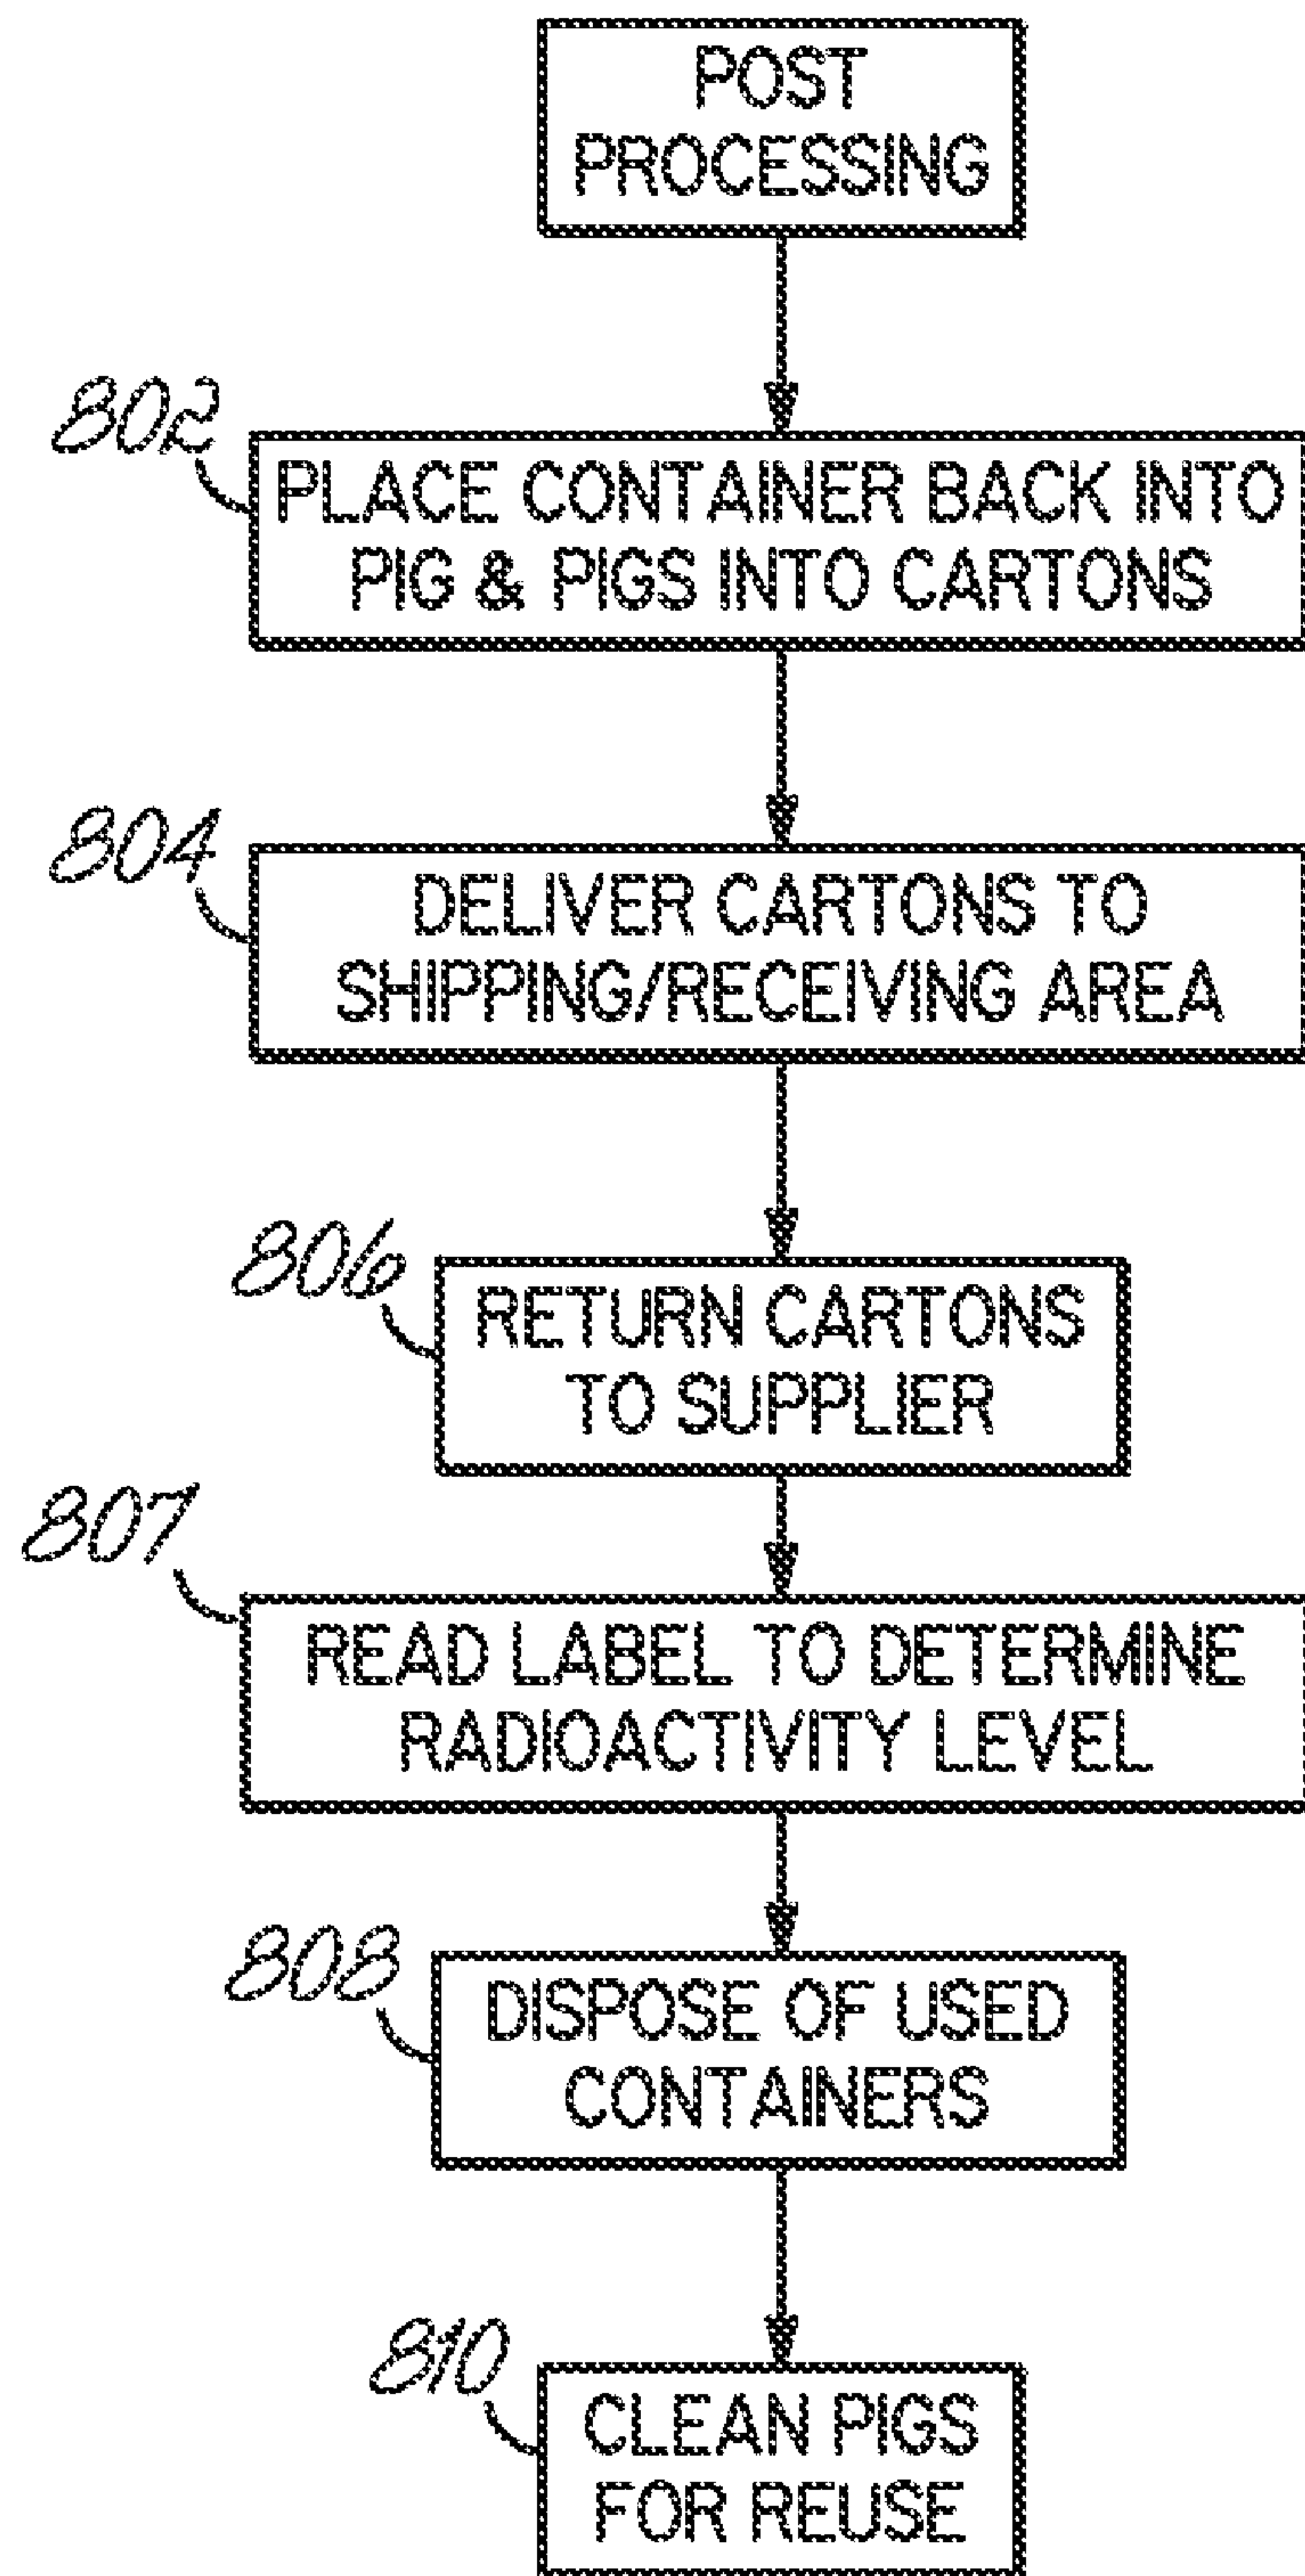 POST
PROCESSING
802
PLACE CONTAINER BACK INTO
PIG & PIGS INTO CARTONS
804
DELIVER CARTONS TO
SHIPPING/RECEIVING AREA
806
RETURN CARTONS
TO SUPPLIER
807
READ LABEL TO DETERMINE
RADIOACTIVITY LEVEL
808
DISPOSE OF USED
CONTAINERS
810
CLEAN PIGS
FOR REUSE